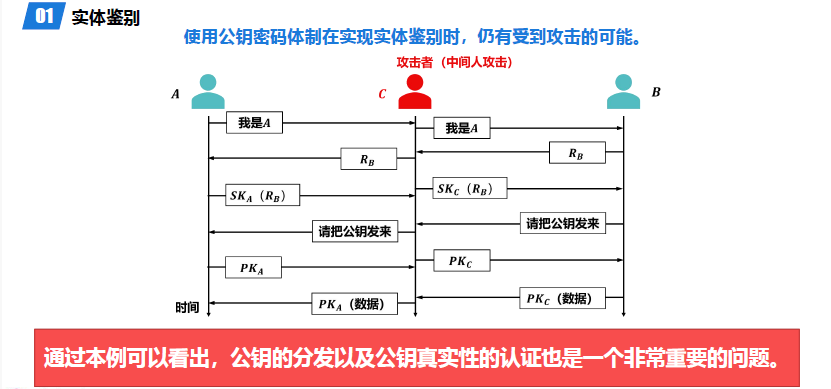 01 实体鉴别
使用公钥密码体制在实现实体鉴别时，仍有受到攻击的可能。
攻击者（中间人攻击）
A C B
我是A 我是A
R_B R_B
SK_A（R_B） SK_C（R_B）
请把公钥发来 请把公钥发来
PK_A PK_C
PK_A（数据） PK_C（数据）
时间
通过本例可以看出，公钥的分发以及公钥真实性的认证也是一个非常重要的问题。